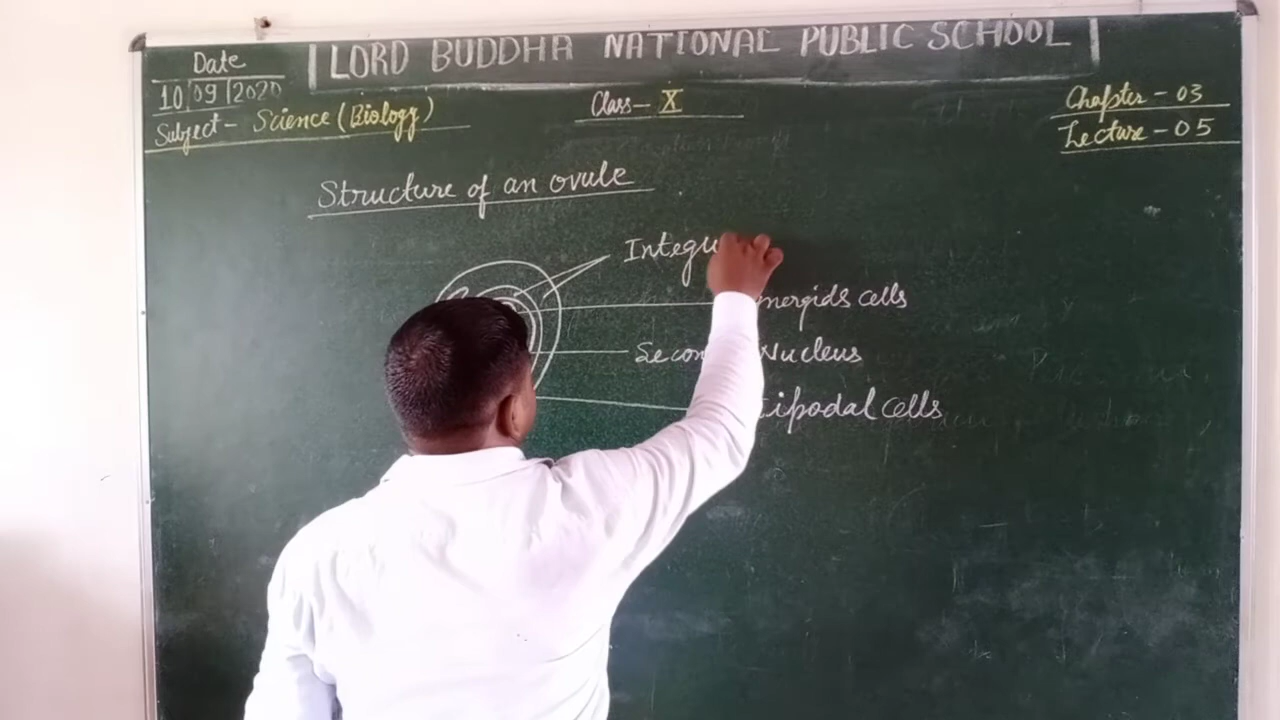 LORD BUDDHA NATIONAL PUBLIC SCHOOL
Date
10/09/2020
Subject- Science (Biology)
Class- X
Chapter - 03
Lecture - 05
Structure of an ovule
Integu
nergids cells
Secon Nucleus
tipodal cells